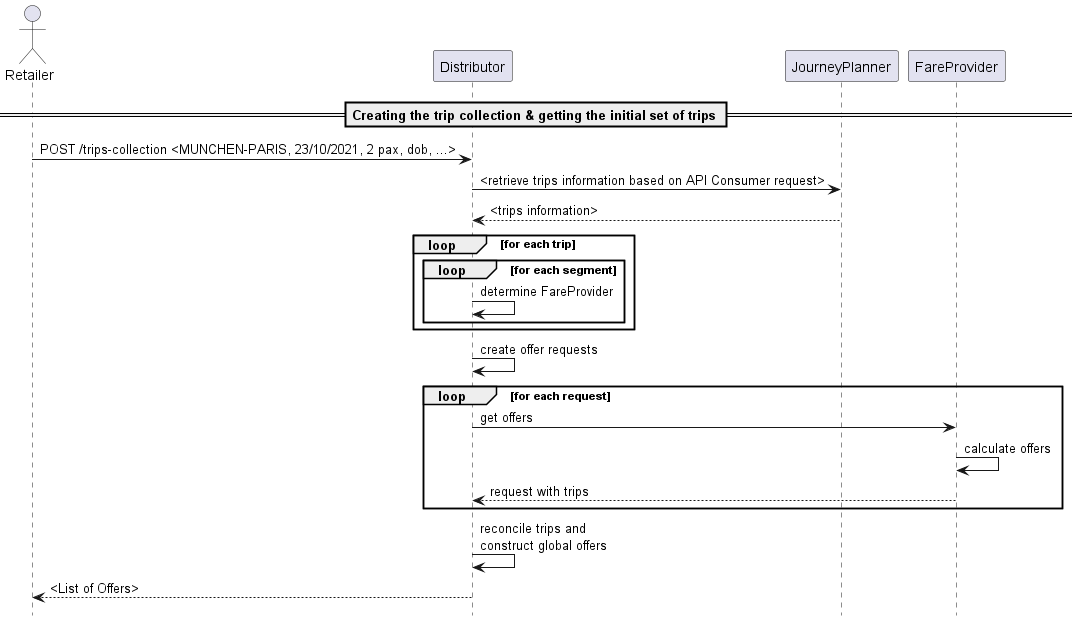 Retailer
Distributor
JourneyPlanner
FareProvider
Creating the trip collection & getting the initial set of trips
POST /trips-collection <MUNCHEN-PARIS, 23/10/2021, 2 pax, dob, ...>
<retrieve trips information based on API Consumer request>
<trips information>
loop [for each trip]
loop [for each segment]
determine FareProvider
create offer requests
loop [for each request]
get offers
calculate offers
request with trips
reconcile trips and
construct global offers
<List of Offers>